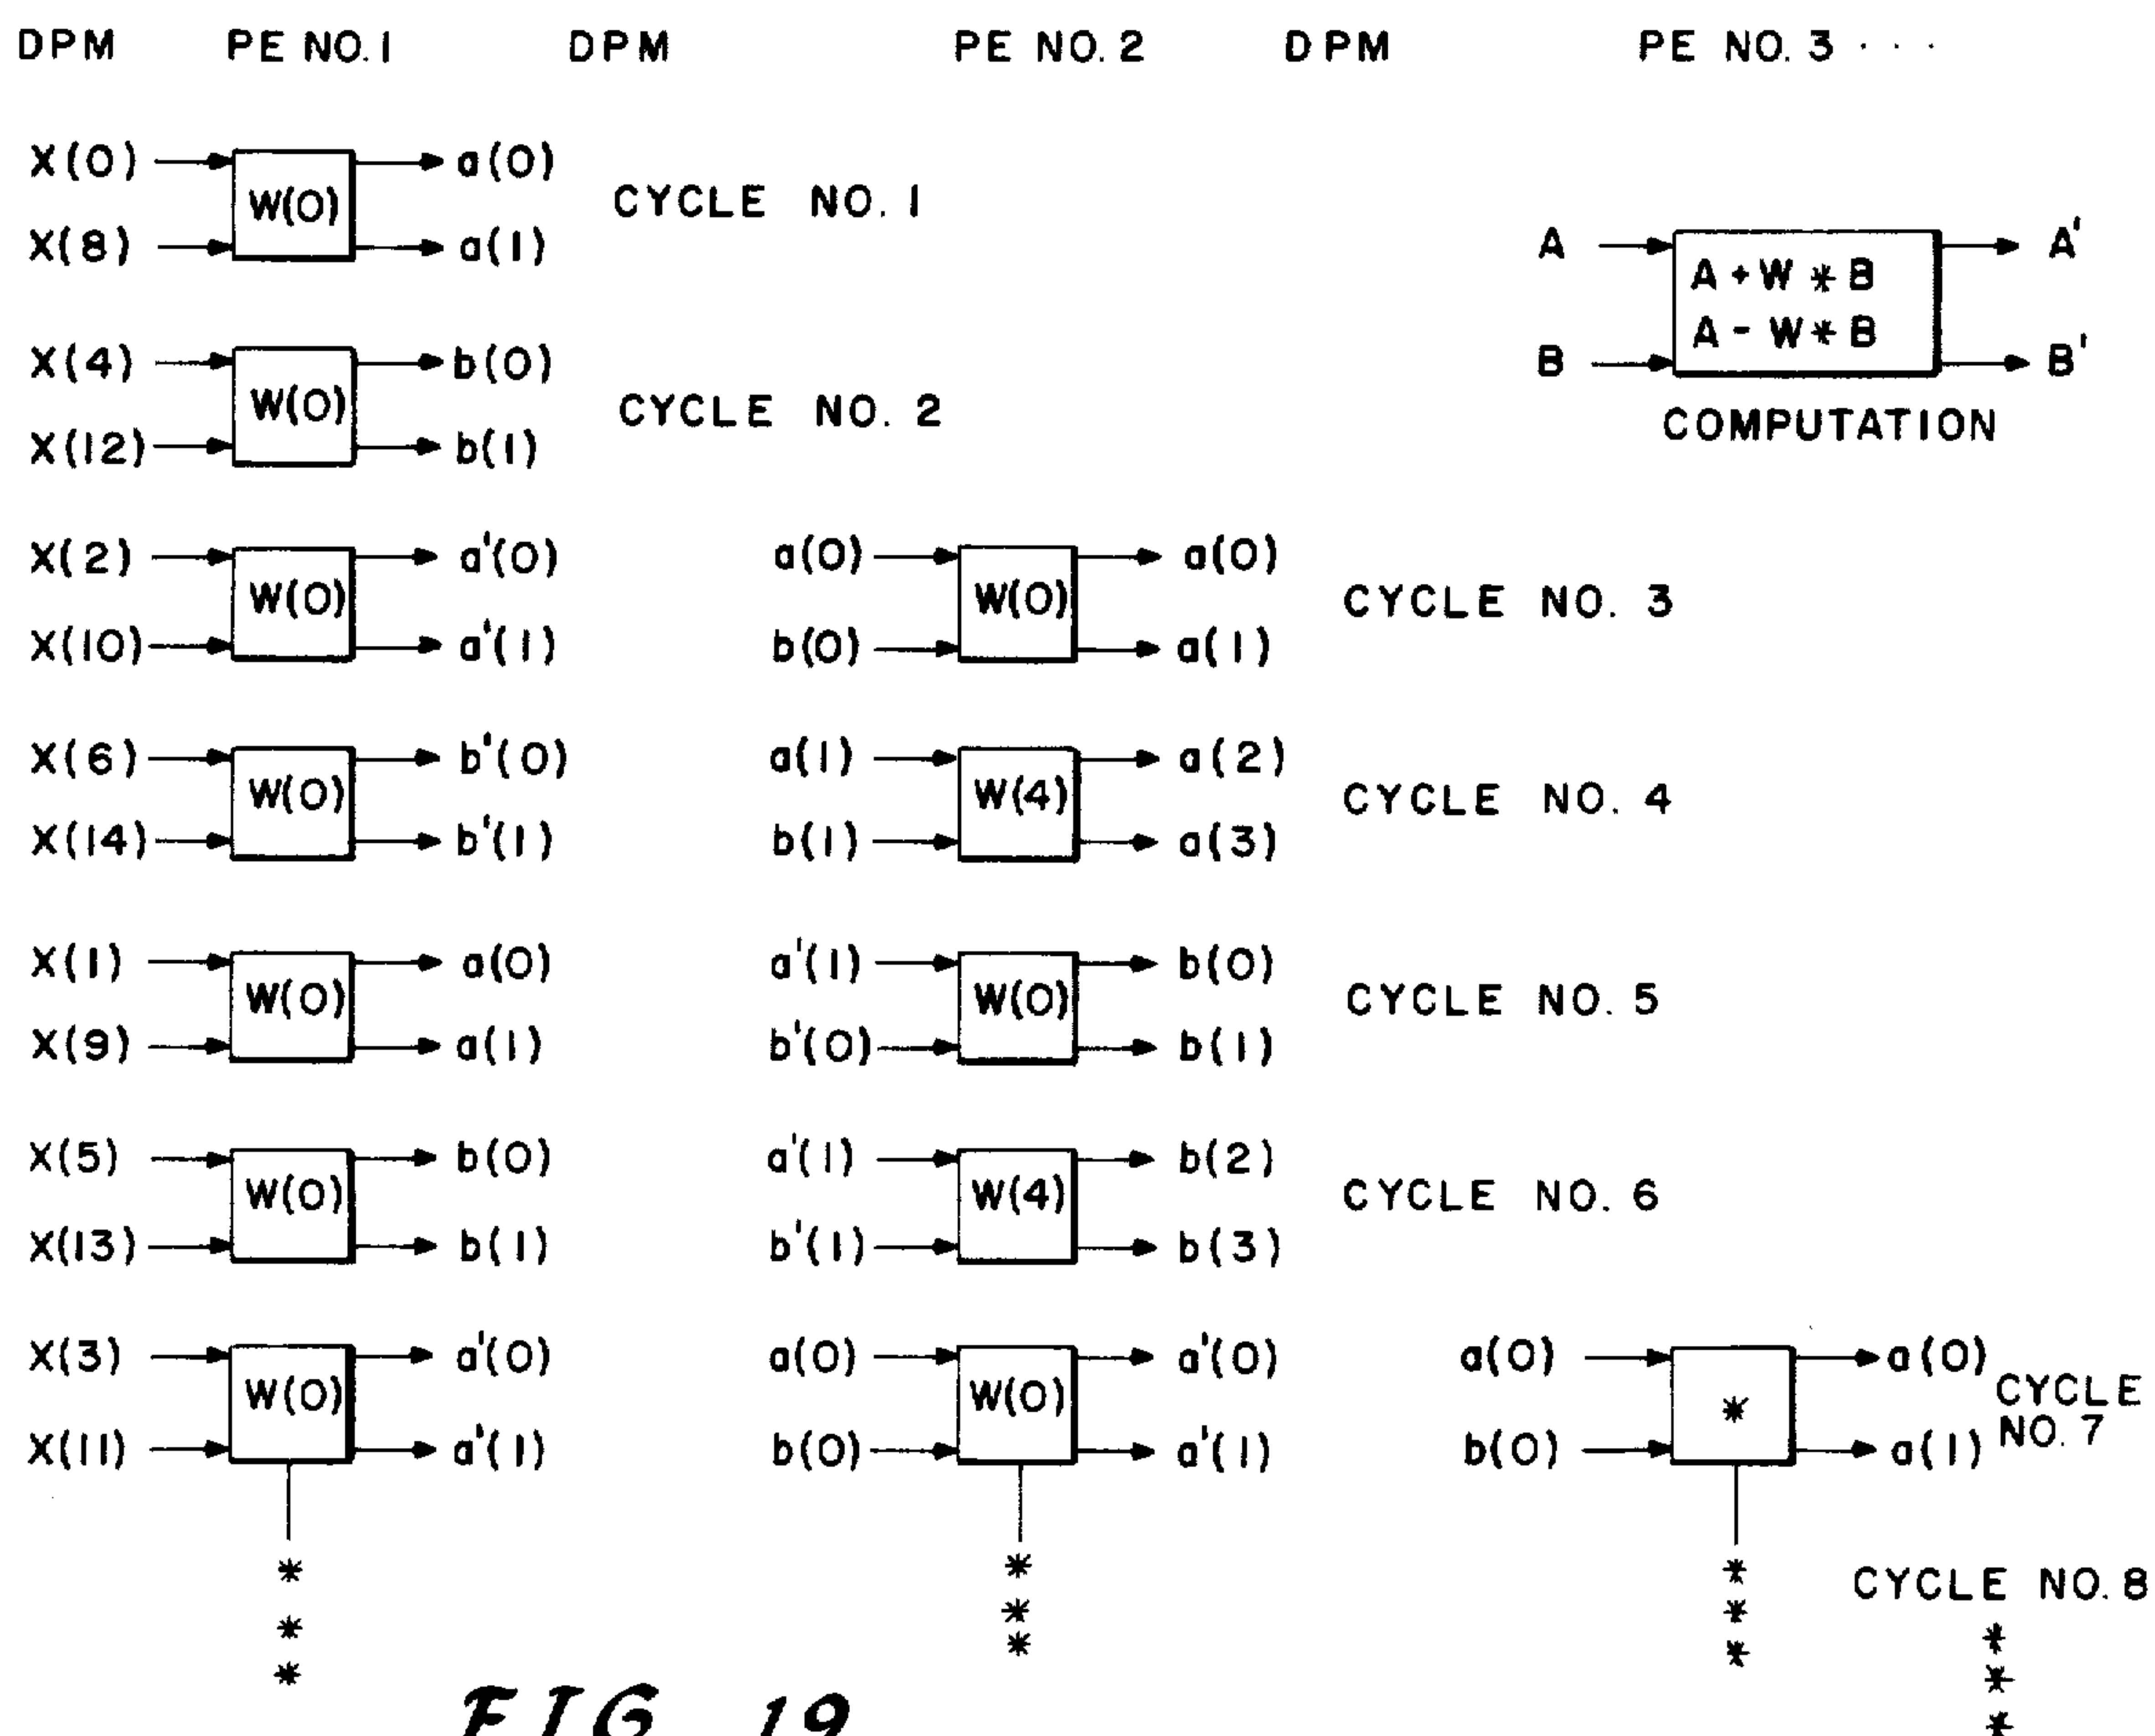 DPM PE NO. 1 DPM PE NO. 2 DPM PE NO. 3 . . .
X(0) W(0) a(0)
X(8) a(1)
CYCLE NO. 1
A A + W * B A'
B A - W * B B'
COMPUTATION
X(4) W(0) b(0)
X(12) b(1)
CYCLE NO. 2
X(2) W(0) a'(0) a(0) W(0) a(0)
X(10) a'(1) b(0) a(1)
CYCLE NO. 3
X(6) W(0) b'(0) a(1) W(4) a(2)
X(14) b'(1) b(1) a(3)
CYCLE NO. 4
X(1) W(0) a(0) a'(1) W(0) b(0)
X(9) a(1) b'(0) b(1)
CYCLE NO. 5
X(5) W(0) b(0) a'(1) W(4) b(2)
X(13) b(1) b'(1) b(3)
CYCLE NO. 6
X(3) W(0) a'(0) a(0) W(0) a'(0) a(0) * a(0)
X(11) a'(1) b(0) a'(1) b(0) a(1)
CYCLE
NO. 7
* * * *
* * * *
* * * *
CYCLE NO. 8
FIG 19